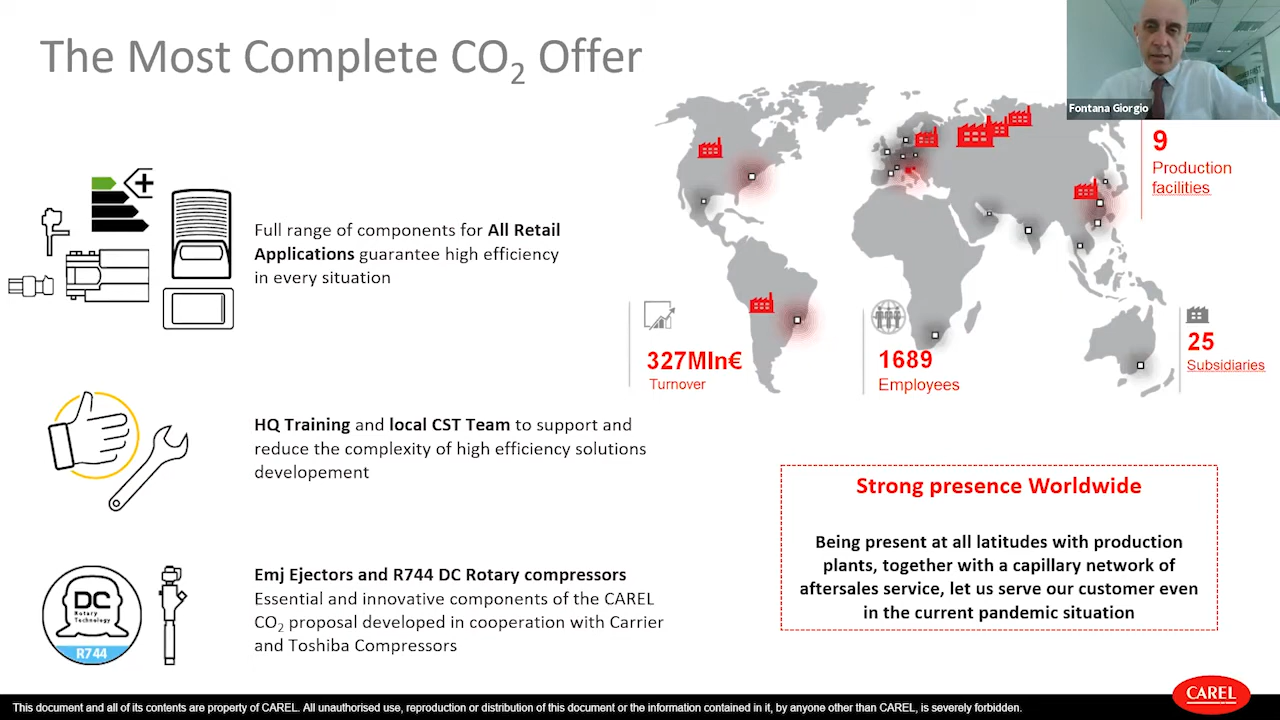 The Most Complete CO2 Offer
Fontana Giorgio
9
Production
facilities
+
Full range of components for All Retail
Applications guarantee high efficiency
in every situation
327Mln€
Turnover
1689
Employees
25
Subsidiaries
HQ Training and local CST Team to support and
reduce the complexity of high efficiency solutions
developement
Strong presence Worldwide
Being present at all latitudes with production
plants, together with a capillary network of
aftersales service, let us serve our customer even
in the current pandemic situation
DC
Rotary
Technology
R744
Emj Ejectors and R744 DC Rotary compressors
Essential and innovative components of the CAREL
CO2 proposal developed in cooperation with Carrier
and Toshiba Compressors
CAREL
This document and all of its contents are property of CAREL. All unauthorised use, reproduction or distribution of this document or the information contained in it, by anyone other than CAREL, is severely forbidden.